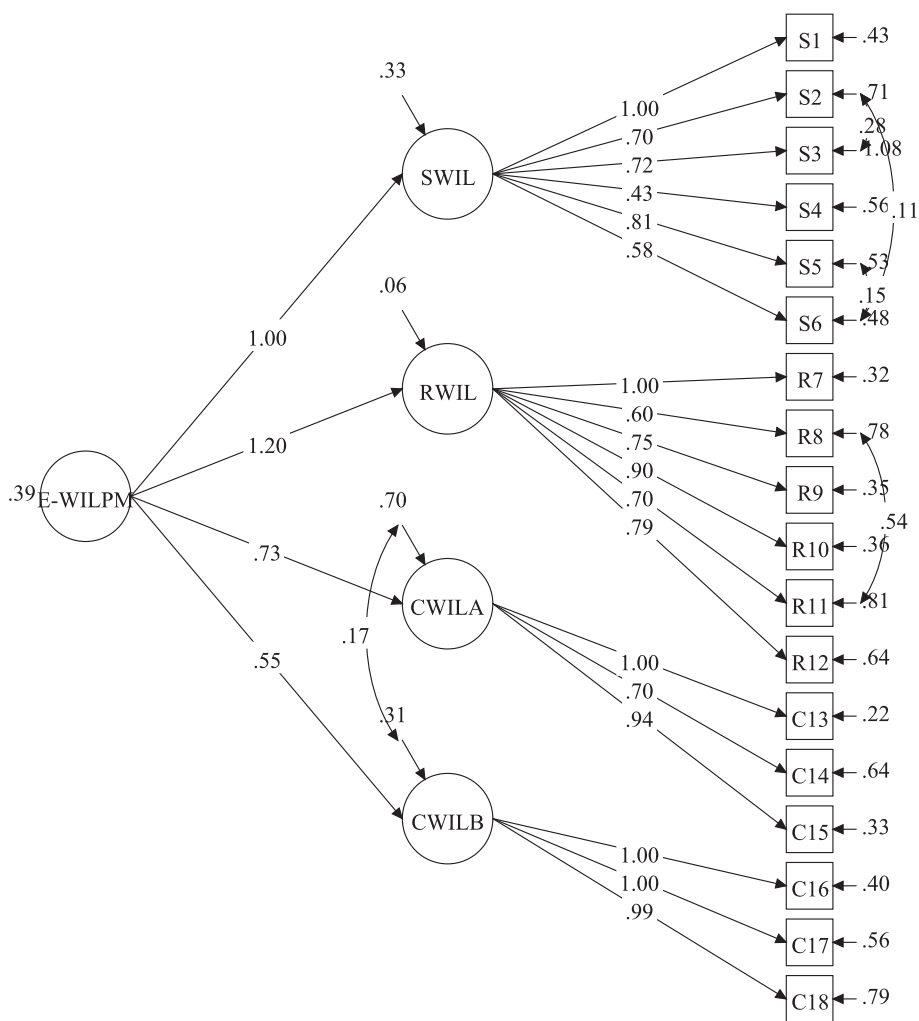 S1
.43
.33
S2
.71
1.00
.70
.28
.72
S3
1.08
SWIL
.43
S4
.56
.11
.81
.58
S5
.53
.06
.15
S6
.48
1.00
R7
.32
1.00
.60
RWIL
.75
R8
.78
1.20
.90
R9
.35
.39
E-WILPM
.70
.70
.79
.54
R10
.36
.73
CWILA
R11
.81
.17
.55
1.00
R12
.64
.70
.31
.94
C13
.22
C14
.64
CWILB
C15
.33
1.00
1.00
C16
.40
.99
C17
.56
C18
.79